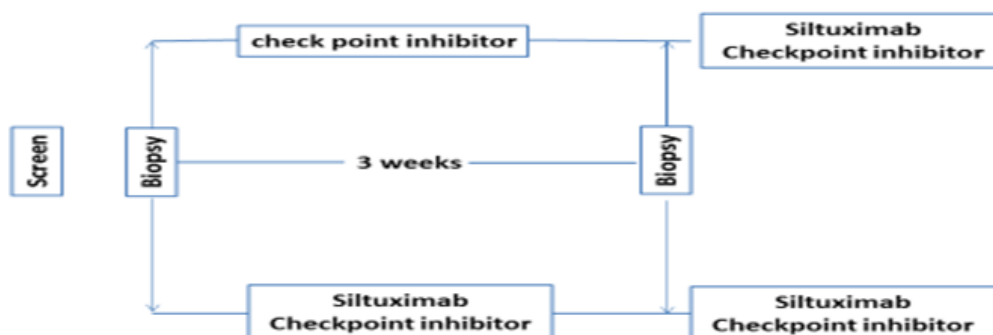 check point inhibitor
Siltuximab
Checkpoint inhibitor
Screen
Biopsy
3 weeks
Biopsy
Siltuximab
Checkpoint inhibitor
Siltuximab
Checkpoint inhibitor